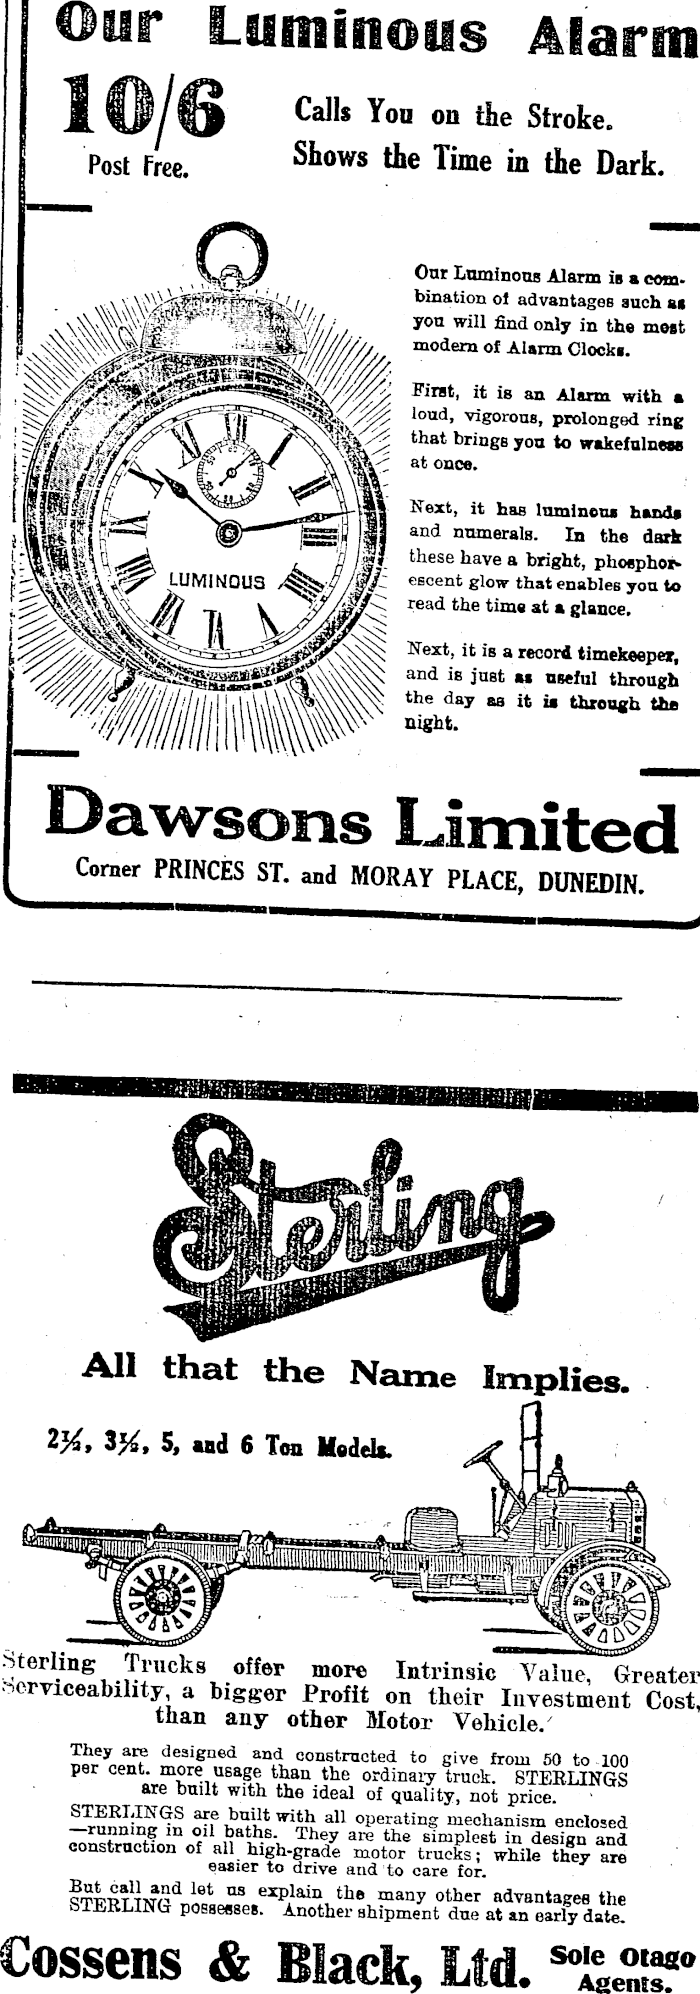 Our Luminous Alarm
10/6
Post Free.
Calls You on the Stroke.
Shows the Time in the Dark.
Our Luminous Alarm is a com-
bination of advantages such as
you will find only in the most
modern of Alarm Clocks.
First, it is an Alarm with a
loud, vigorous, prolonged ring
that brings you to wakefulness
at once.
Next, it has luminous hands
and numerals. In the dark
these have a bright, phosphor-
escent glow that enables you to
read the time at a glance.
Next, it is a record timekeeper,
and is just as useful through
the day as it is through the
night.
LUMINOUS
Dawsons Limited
Corner PRINCES ST. and MORAY PLACE, DUNEDIN.
Sterling
All that the Name Implies.
2½, 3½, 5, and 6 Ton Models.
Sterling Trucks offer more Intrinsic Value, Greater
Serviceability, a bigger Profit on their Investment Cost,
than any other Motor Vehicle.
They are designed and constructed to give from 50 to 100
per cent. more usage than the ordinary truck. STERLINGS
are built with the ideal of quality, not price.
STERLINGS are built with all operating mechanism enclosed
—running in oil baths. They are the simplest in design and
construction of all high-grade motor trucks; while they are
easier to drive and to care for.
But call and let us explain the many other advantages the
STERLING possesses. Another shipment due at an early date.
Cossens & Black, Ltd. Sole Otago
Agents.